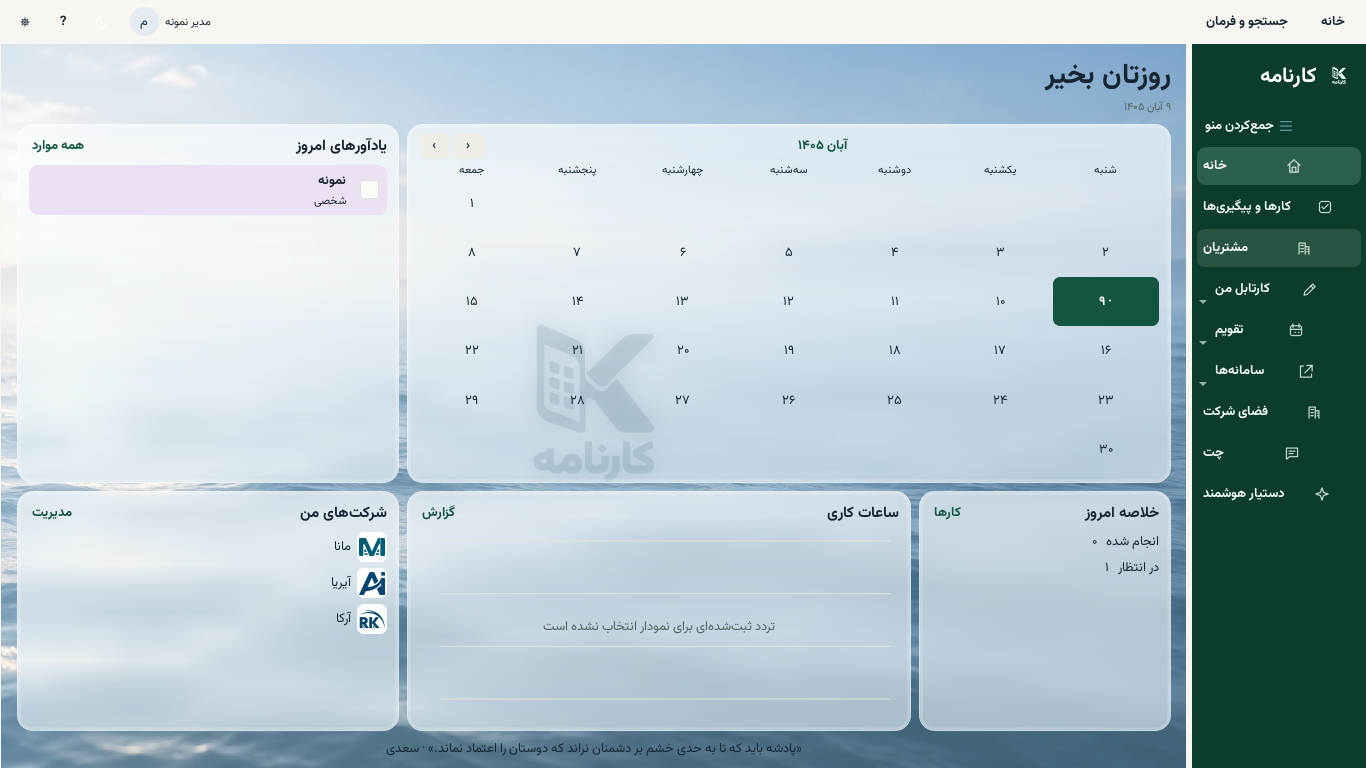 خانه
جستجو و فرمان
مدیر نمونه
م
?
کارنامه
کارنامه
جمع‌کردن منو
خانه
کارها و پیگیری‌ها
مشتریان
کارتابل من
تقویم
سامانه‌ها
فضای شرکت
چت
دستیار هوشمند
روزتان بخیر
۹ آبان ۱۴۰۵
آبان ۱۴۰۵
‹ ›
شنبه یکشنبه دوشنبه سه‌شنبه چهارشنبه پنجشنبه جمعه
۱
۲ ۳ ۴ ۵ ۶ ۷ ۸
۹۰ ۱۰ ۱۱ ۱۲ ۱۳ ۱۴ ۱۵
۱۶ ۱۷ ۱۸ ۱۹ ۲۰ ۲۱ ۲۲
۲۳ ۲۴ ۲۵ ۲۶ ۲۷ ۲۸ ۲۹
۳۰
کارنامه
یادآورهای امروز
همه موارد
نمونه
شخصی
خلاصه امروز
کارها
انجام شده ۰
در انتظار ۱
ساعات کاری
گزارش
تردد ثبت‌شده‌ای برای نمودار انتخاب نشده است
شرکت‌های من
مدیریت
مانا
آیریا
آرکا
«پادشه باید که تا به حدی خشم بر دشمنان نراند که دوستان را اعتماد نماند.» · سعدی